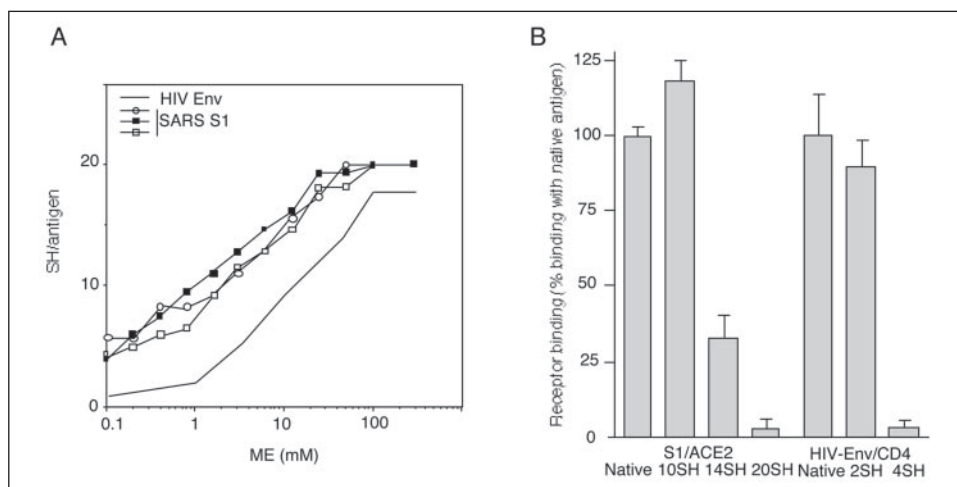 A
HIV Env
SARS S1
20
10
0
SH/antigen
0.1 1 10 100
ME (mM)
B
Receptor binding (% binding with native antigen)
125
100
75
50
25
0
S1/ACE2 HIV-Env/CD4
Native 10SH 14SH 20SH Native 2SH 4SH